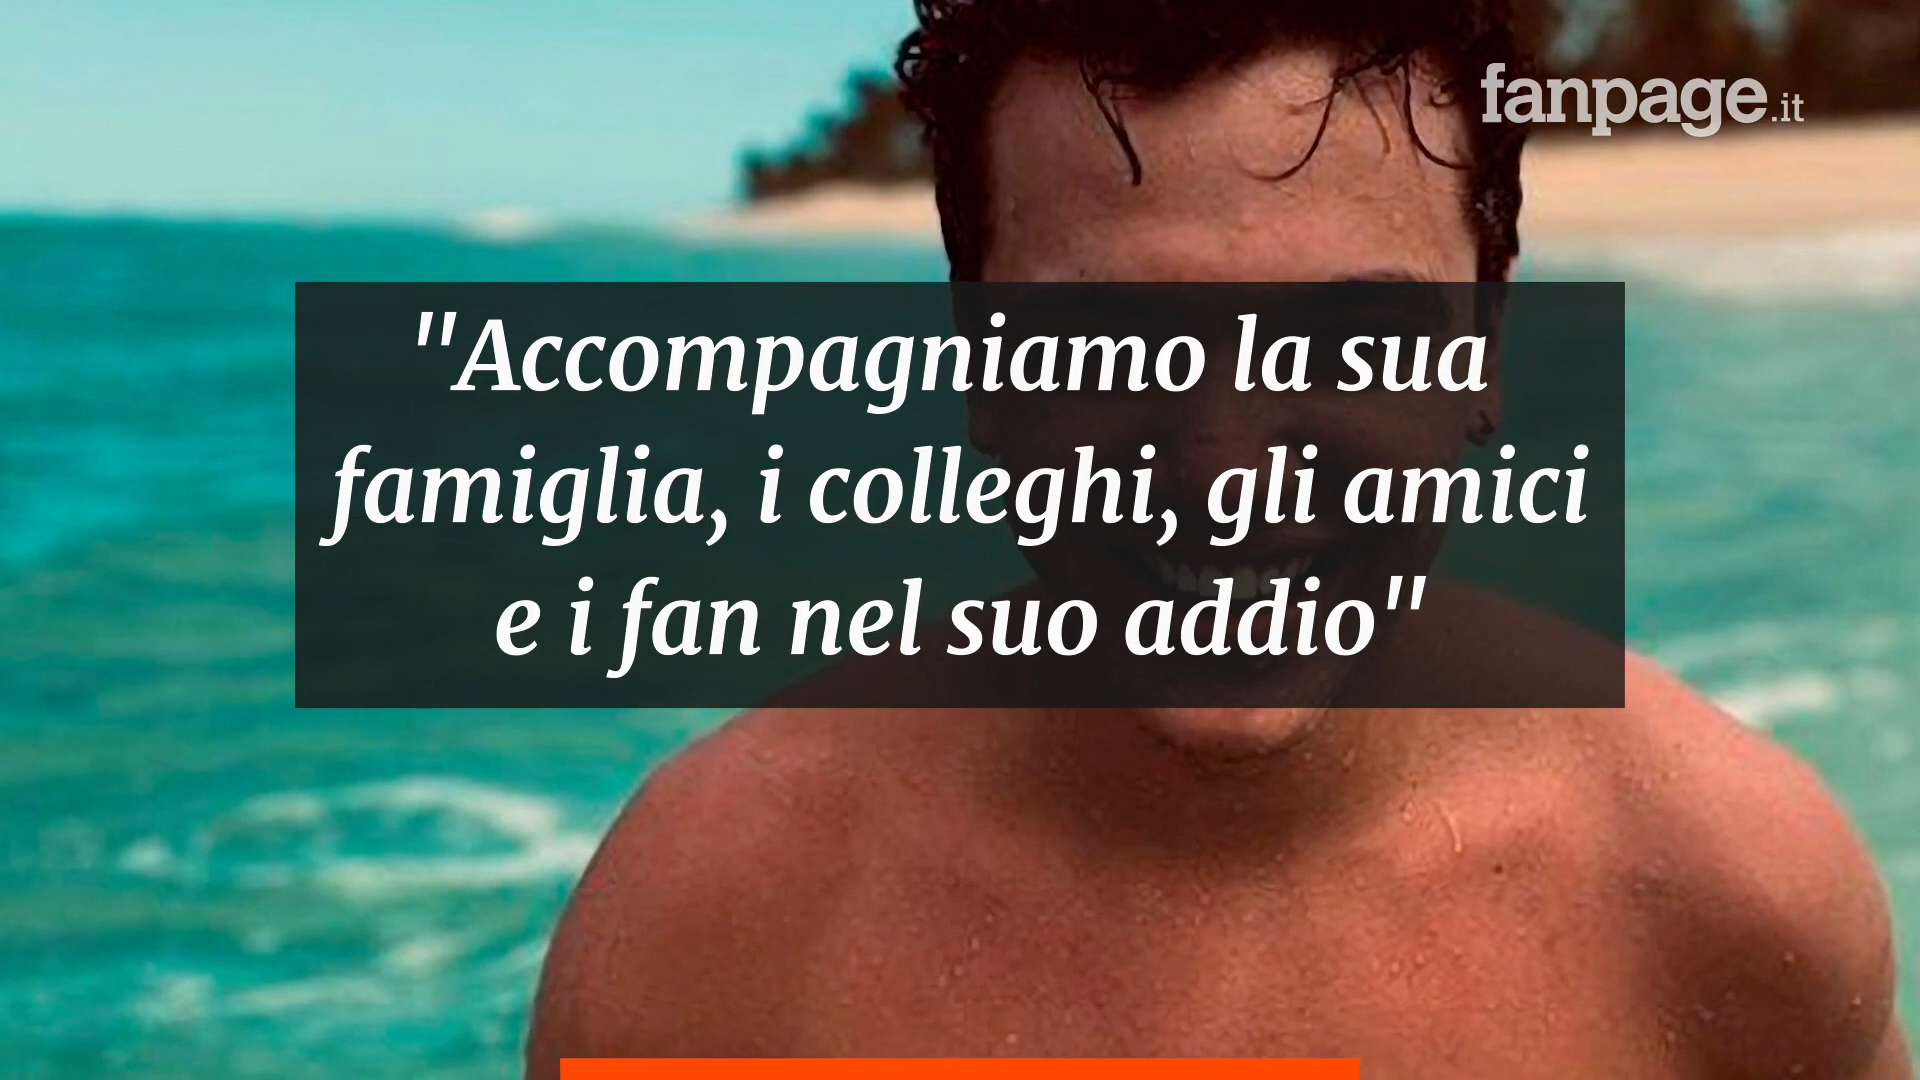 fanpage.it
"Accompagniamo la sua
famiglia, i colleghi, gli amici
e i fan nel suo addio"